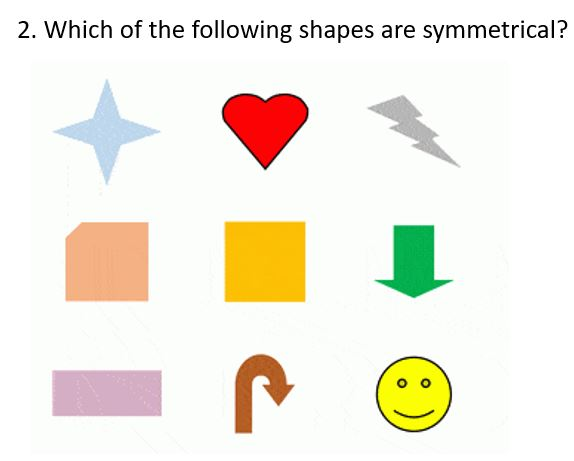 2. Which of the following shapes are symmetrical?